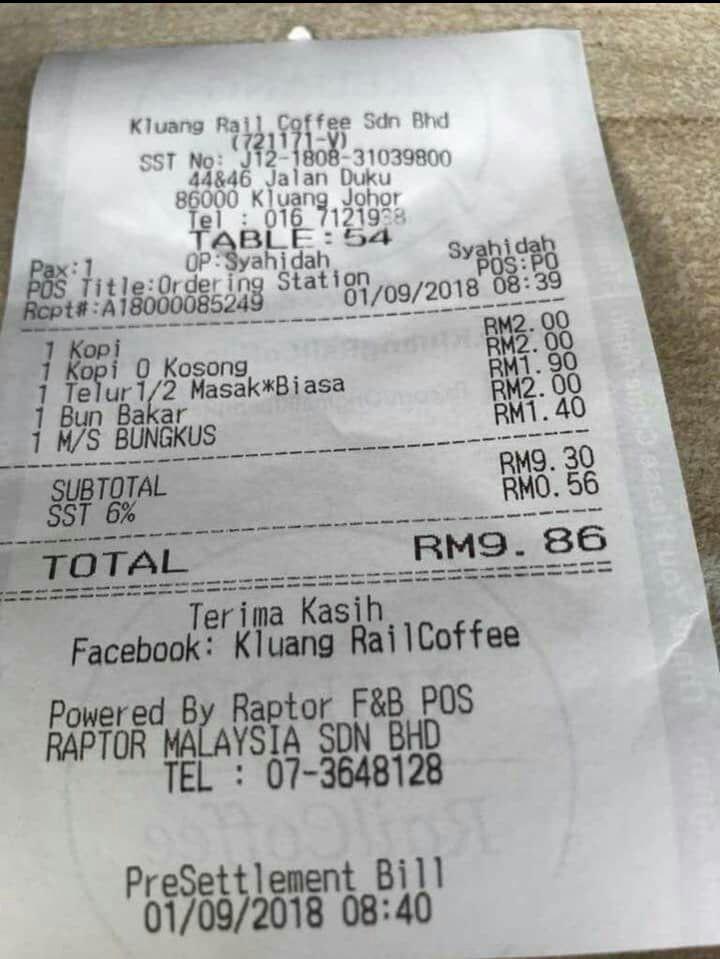 Kluang Rail Coffee Sdn Bhd
(721171-V)
SST No: J12-1808-31039800
44&46 Jalan Duku
86000 Kluang Johor
Tel : 016 7121938
TABLE:54
Pax:1 OP:Syahidah Syahidah
POS Title:Ordering Station POS:PO
Rcpt#:A18000085249 01/09/2018 08:39
1 Kopi RM2.00
1 Kopi O Kosong RM2.00
1 Telur1/2 Masak*Biasa RM1.90
1 Bun Bakar RM2.00
1 M/S BUNGKUS RM1.40
SUBTOTAL RM9.30
SST 6% RM0.56
TOTAL RM9.86
Terima Kasih
Facebook: Kluang RailCoffee
Powered By Raptor F&B POS
RAPTOR MALAYSIA SDN BHD
TEL : 07-3648128
PreSettlement Bill
01/09/2018 08:40